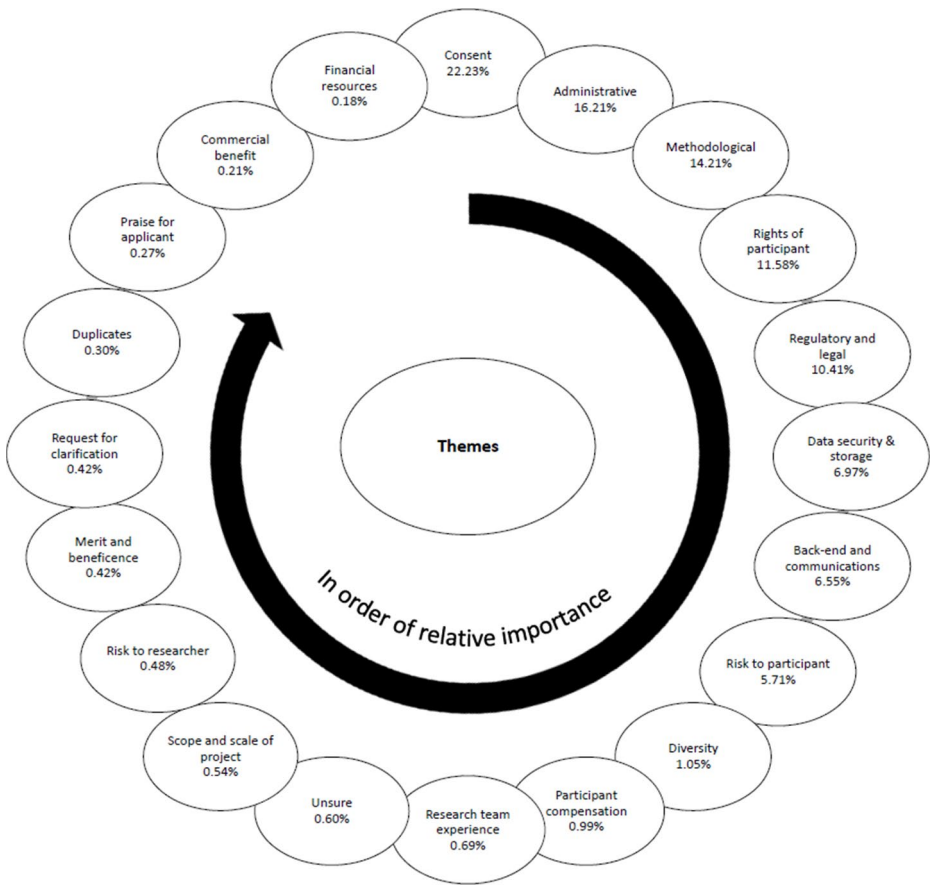 Consent
22.23%
Administrative
16.21%
Methodological
14.21%
Rights of
participant
11.58%
Regulatory and
legal
10.41%
Data security &
storage
6.97%
Back-end and
communications
6.55%
Risk to participant
5.71%
Diversity
1.05%
Participant
compensation
0.99%
Research team
experience
0.69%
Unsure
0.60%
Scope and scale of
project
0.54%
Risk to researcher
0.48%
Merit and
beneficence
0.42%
Request for
clarification
0.42%
Duplicates
0.30%
Praise for
applicant
0.27%
Commercial
benefit
0.21%
Financial
resources
0.18%
Themes
In order of relative importance